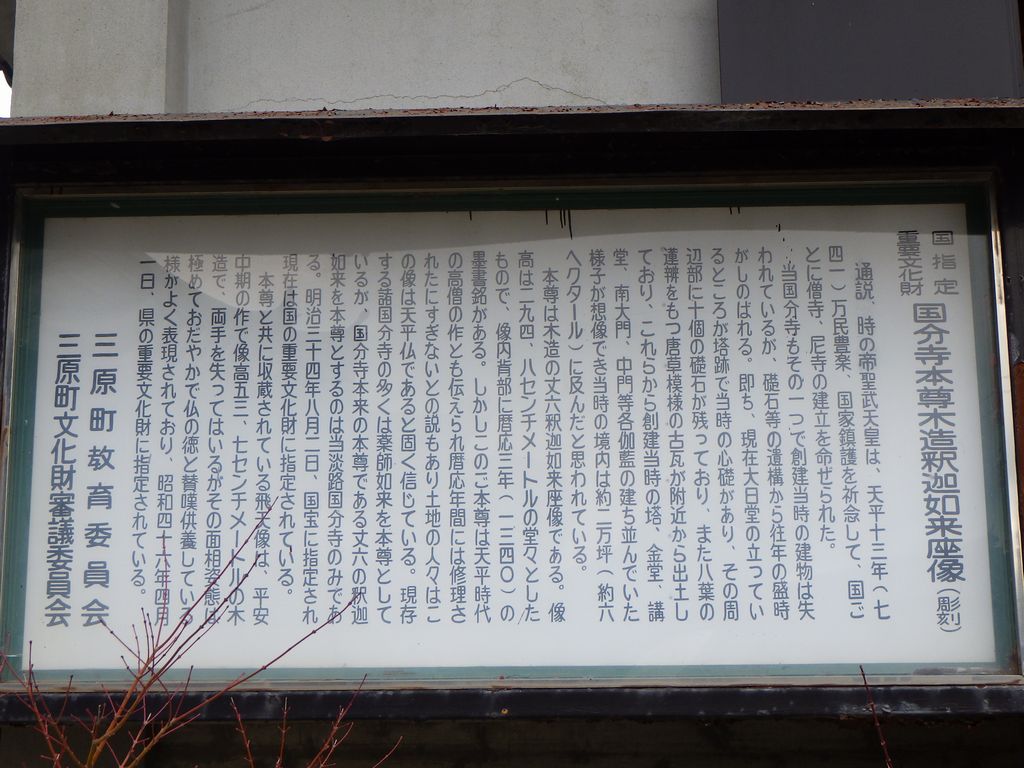 国指定
重要文化財
国分寺本尊木造釈迦如来座像(彫刻)
通説、時の帝聖武天皇は、天平十三年(七
四一)万民豊楽、国家鎮護を祈念して、国ご
とに僧寺、尼寺の建立を命ぜられた。
当国分寺もその一つで創建当時の建物は失
われているが、礎石等の遺構から往年の盛時
がしのばれる。即ち、現在大日堂の立ってい
るところが塔跡で当時の心礎があり、その周
辺部に十個の礎石が残っており、また八葉の
蓮辨をもつ唐草模様の古瓦が附近から出土し
ており、これらから創建当時の塔、金堂、講
堂、南大門、中門等各伽藍の建ち並んでいた
様子が想像でき当時の境内は約二万坪(約六
ヘクタール)に及んだと思われている。
本尊は木造の丈六釈迦如来座像である。像
高は二九四、八センチメートルの堂々とした
もので、像内背部に暦応三年(一三四〇)の
墨書銘がある。しかしこのご本尊は天平時代
の高僧の作とも伝えられ暦応年間には修理さ
れたにすぎないとの説もあり土地の人々はこ
の像は天平仏であると固く信じている。現存
する諸国分寺の多くは薬師如来を本尊として
いるが、国分寺本来の本尊である丈六の釈迦
如来を本尊とするのは当淡路国分寺のみであ
る。明治三十四年八月二日、国宝に指定され
現在は国の重要文化財に指定されている。
本尊と共に収蔵されている飛天像は、平安
中期の作で像高五三、七センチメートルの木
造で、両手を失ってはいるがその面相姿態は
極めておだやかで仏の徳と賛嘆供養している
様がよく表現されており、昭和四十六年四月
一日、県の重要文化財に指定されている。
三原町教育委員会
三原町文化財審議委員会